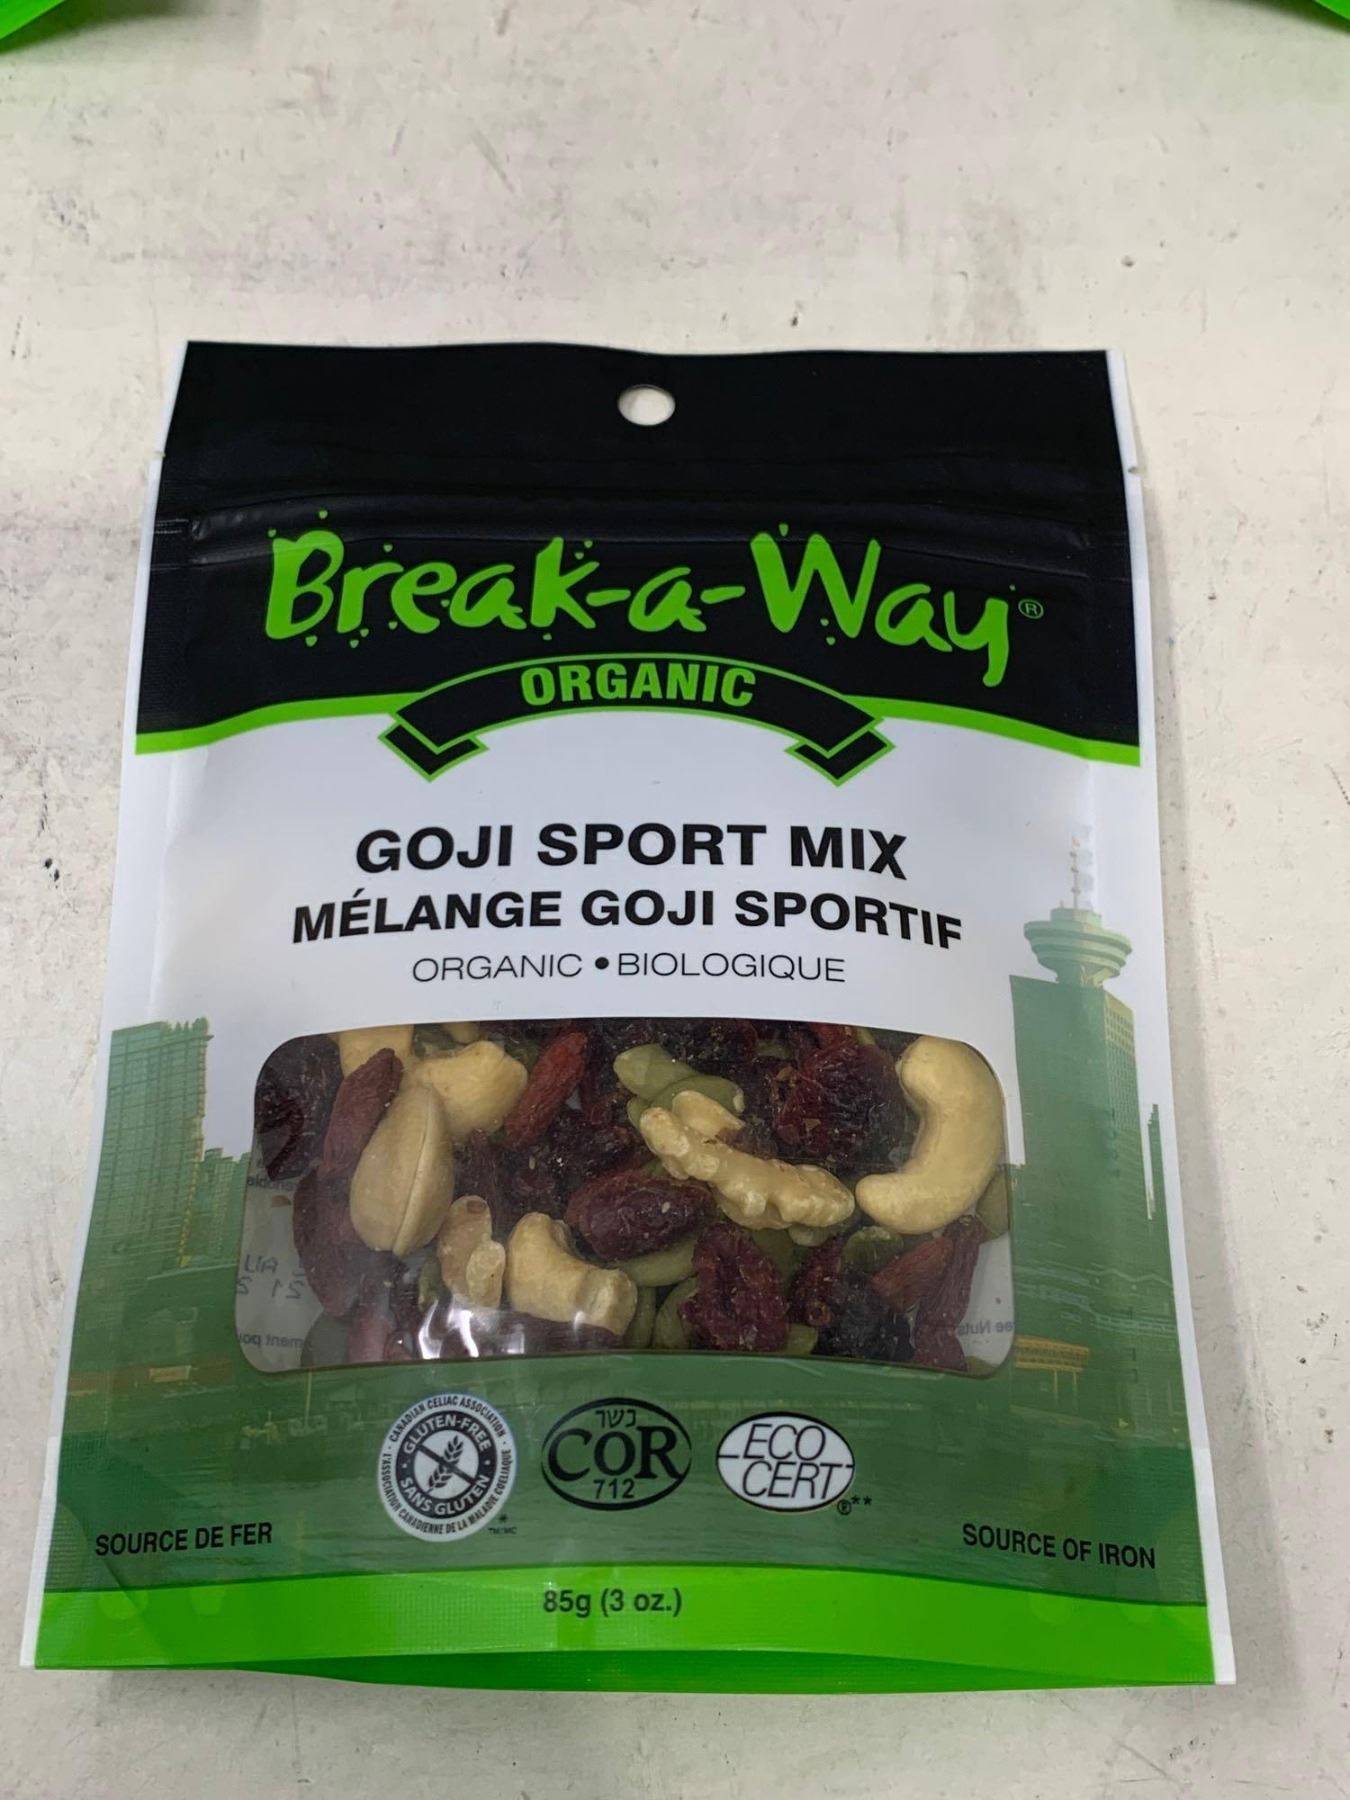 Break-a-Way®
ORGANIC
GOJI SPORT MIX
MÉLANGE GOJI SPORTIF
ORGANIC • BIOLOGIQUE
CANADIAN CELIAC ASSOCIATION
GLUTEN-FREE
SANS GLUTEN
L'ASSOCIATION CANADIENNE DE LA MALADIE COELIAQUE
TM/MC *
כשר
COR
712
ECO
CERT
®**
SOURCE DE FER
SOURCE OF IRON
85g (3 oz.)